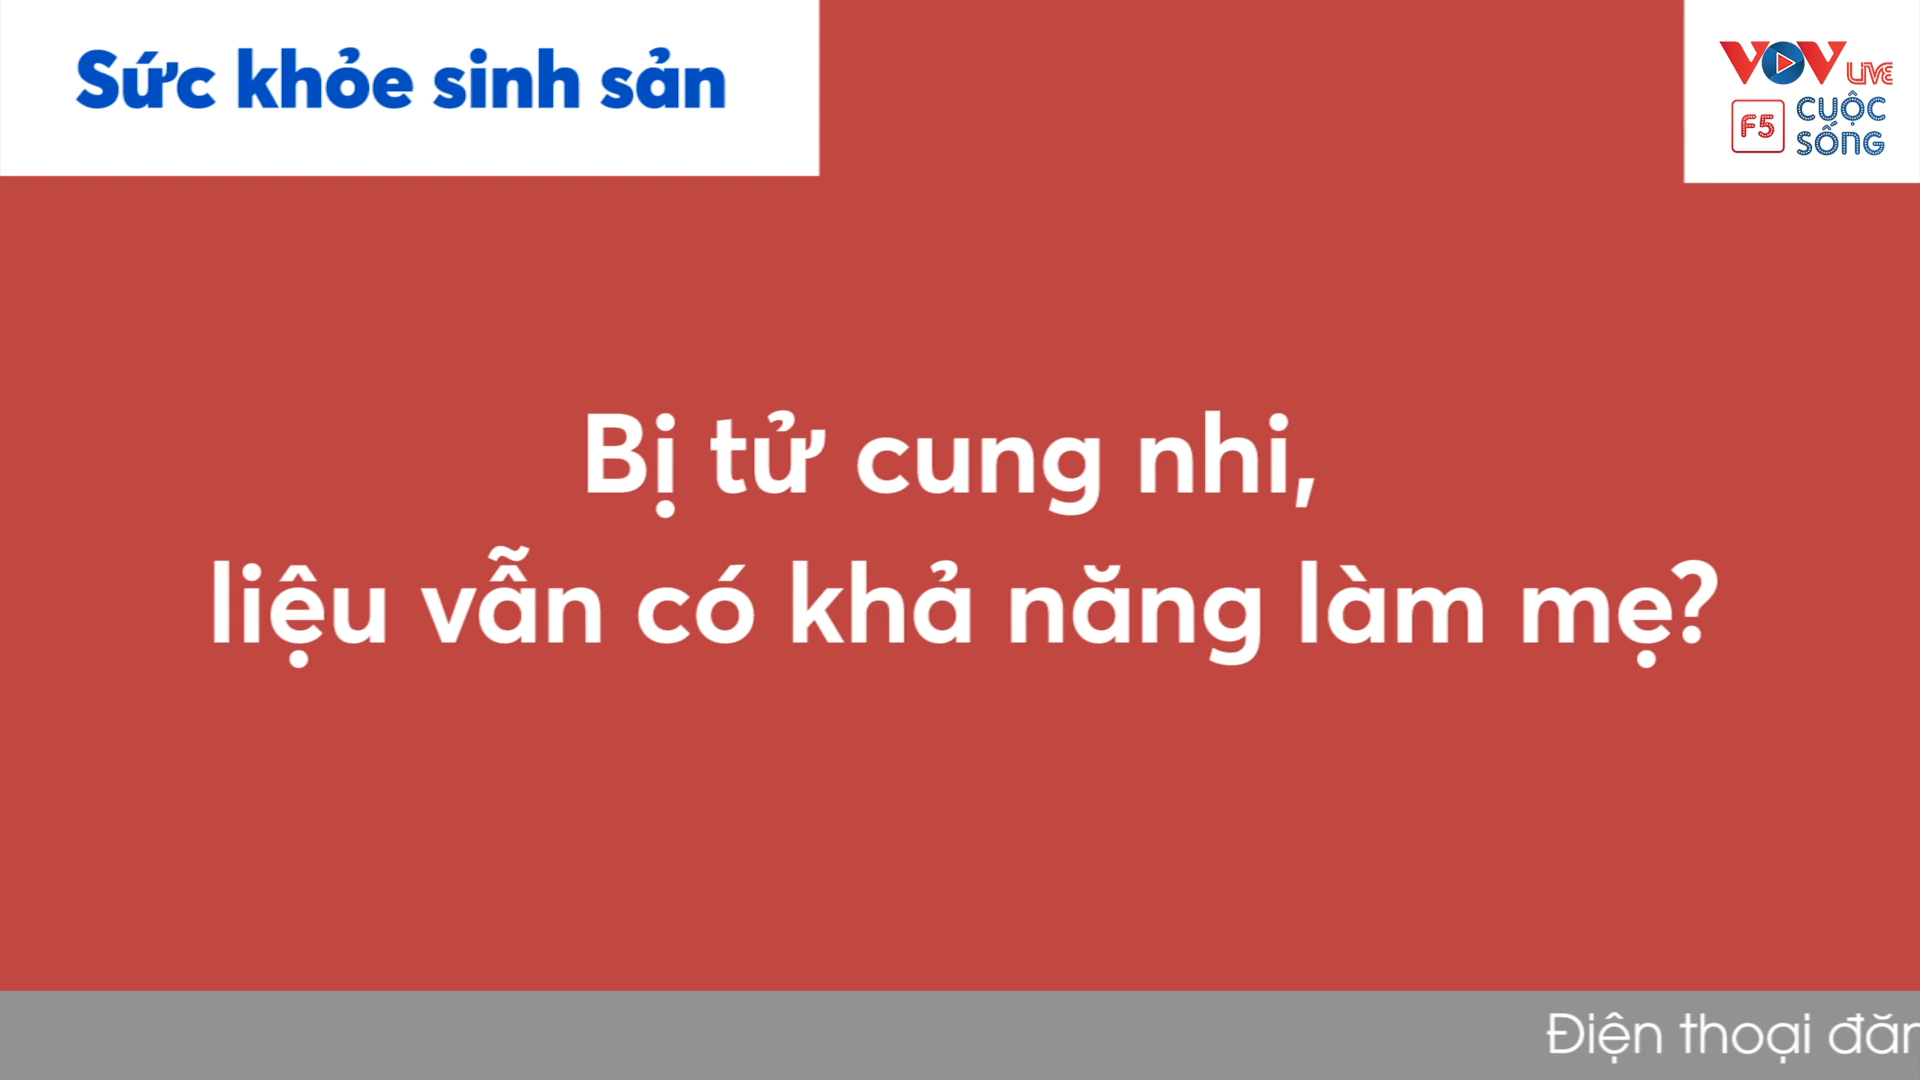 Sức khỏe sinh sản
VOV LIVE
F5 CUỘC SỐNG
Bị tử cung nhi,
liệu vẫn có khả năng làm mẹ?
Điện thoại